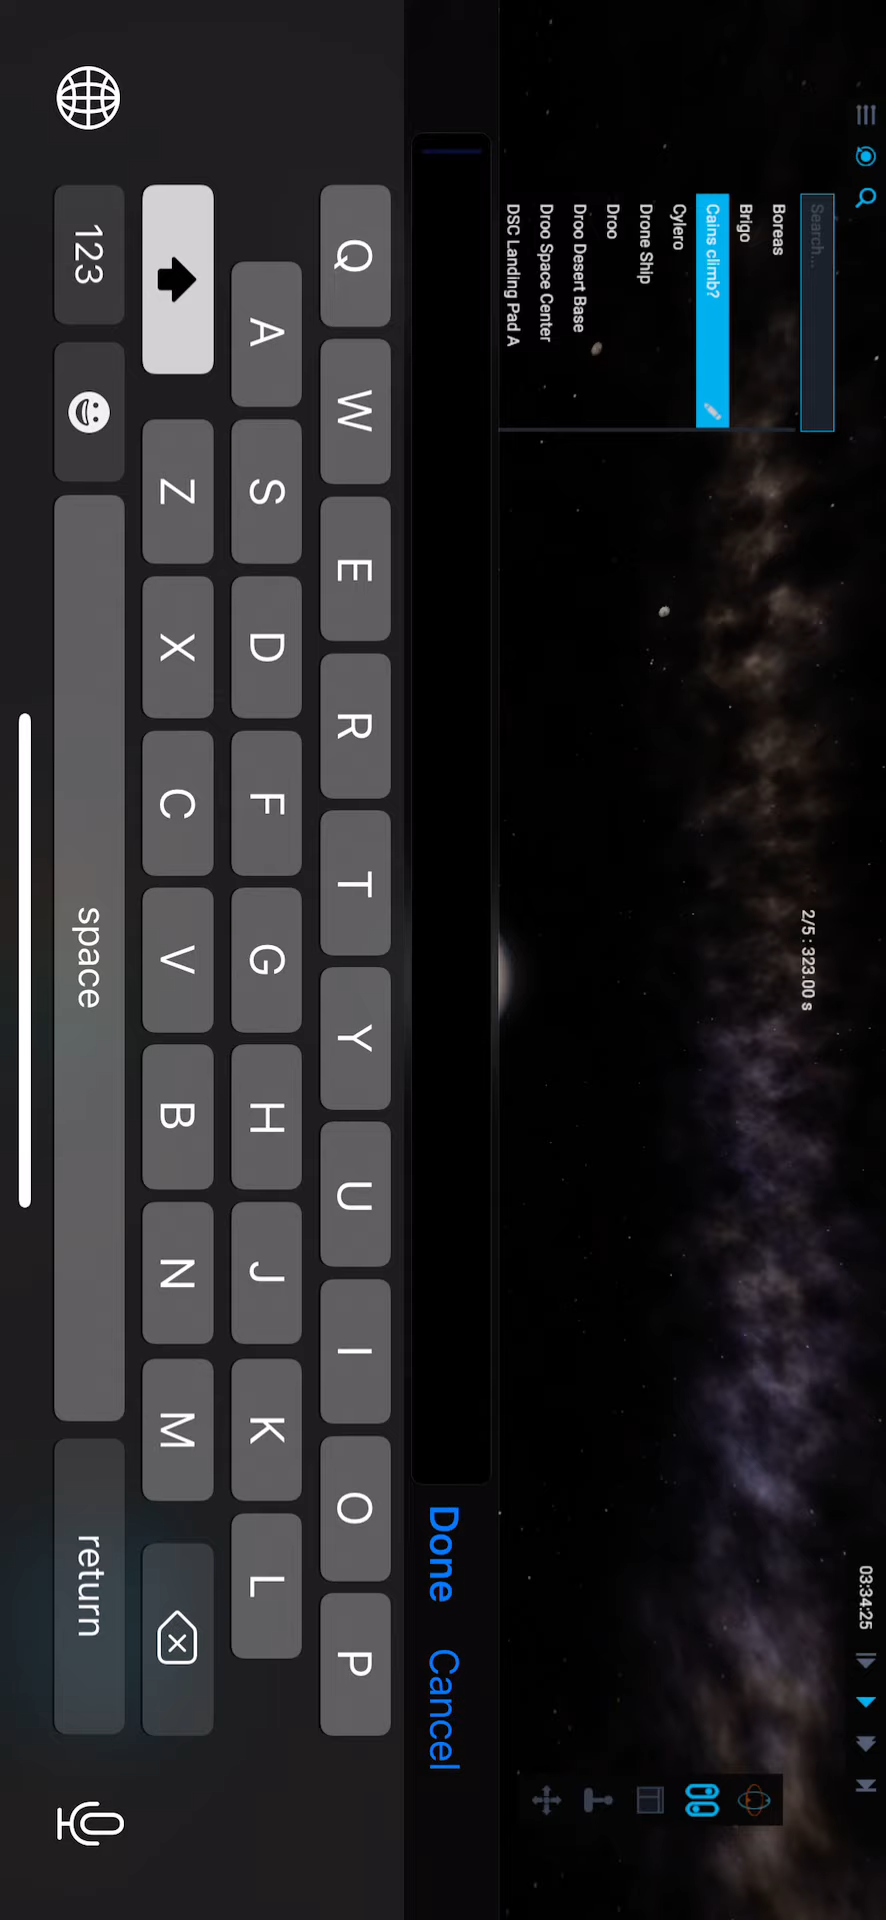 03:34:25
Search...
2/5 : 323.00 s
Boreas
Brigo
Cains climb?
Cylero
Drone Ship
Droo
Droo Desert Base
Droo Space Center
DSC Landing Pad A
Done Cancel
Q W E R T Y U I O P
A S D F G H J K L
Z X C V B N M
123 space return